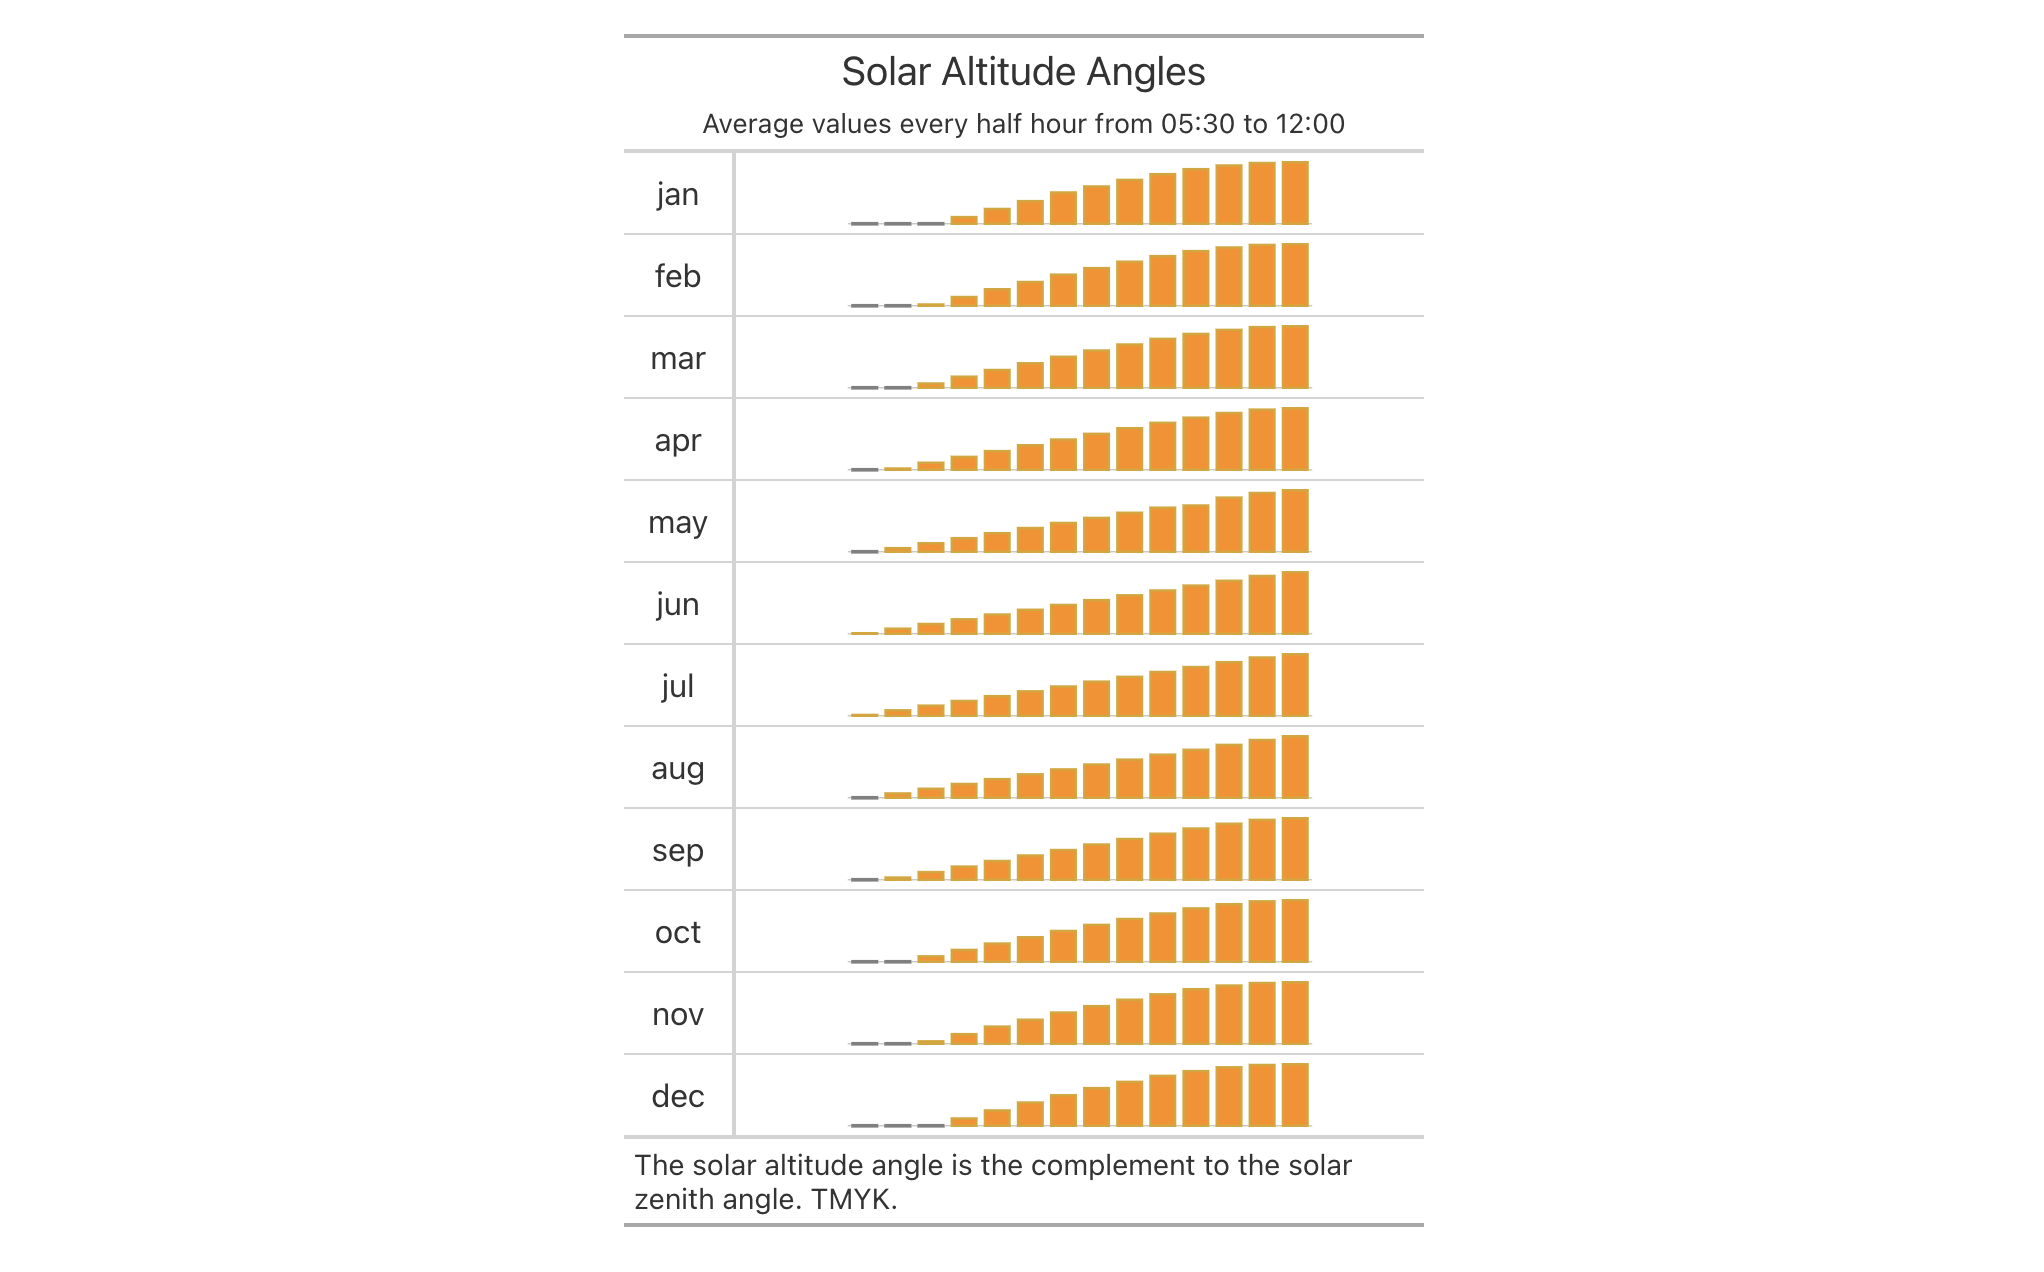 Solar Altitude Angles
Average values every half hour from 05:30 to 12:00
jan
feb
mar
apr
may
jun
jul
aug
sep
oct
nov
dec
The solar altitude angle is the complement to the solar
zenith angle. TMYK.